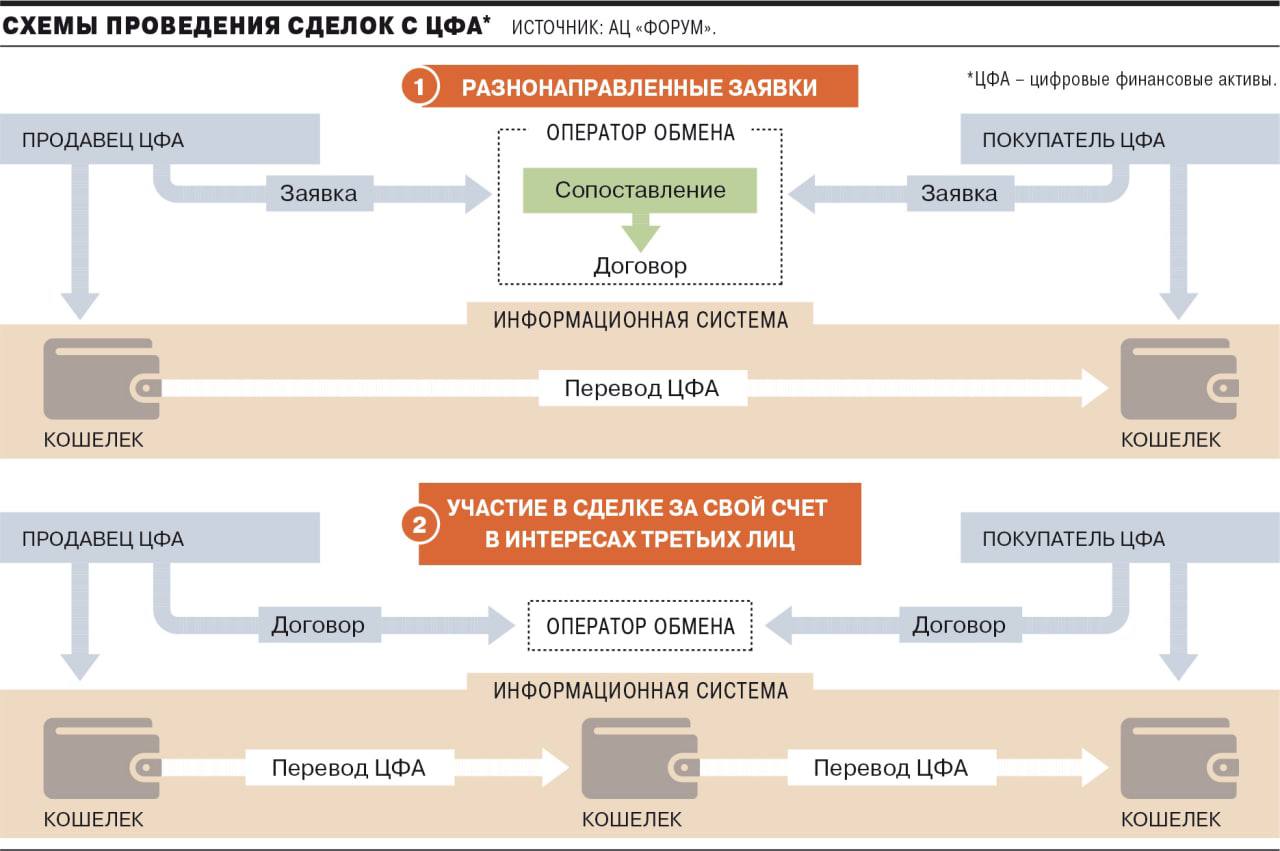 СХЕМЫ ПРОВЕДЕНИЯ СДЕЛОК С ЦФА* ИСТОЧНИК: АЦ «ФОРУМ».
*ЦФА – цифровые финансовые активы.
1 РАЗНОНАПРАВЛЕННЫЕ ЗАЯВКИ
ПРОДАВЕЦ ЦФА
ОПЕРАТОР ОБМЕНА
ПОКУПАТЕЛЬ ЦФА
Заявка
Сопоставление
Заявка
Договор
ИНФОРМАЦИОННАЯ СИСТЕМА
Перевод ЦФА
КОШЕЛЕК
КОШЕЛЕК
2 УЧАСТИЕ В СДЕЛКЕ ЗА СВОЙ СЧЕТ
В ИНТЕРЕСАХ ТРЕТЬИХ ЛИЦ
ПРОДАВЕЦ ЦФА
ПОКУПАТЕЛЬ ЦФА
Договор
ОПЕРАТОР ОБМЕНА
Договор
ИНФОРМАЦИОННАЯ СИСТЕМА
Перевод ЦФА
Перевод ЦФА
КОШЕЛЕК
КОШЕЛЕК
КОШЕЛЕК